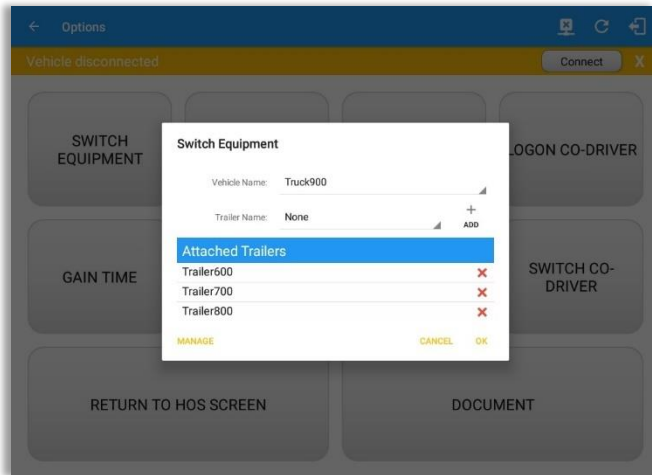 Options
Vehicle disconnected
Connect
X
SWITCH
EQUIPMENT
LOGON CO-DRIVER
Switch Equipment
Vehicle Name: Truck900
Trailer Name: None
+
ADD
Attached Trailers
Trailer600
Trailer700
Trailer800
MANAGE
CANCEL
OK
GAIN TIME
SWITCH CO-
DRIVER
RETURN TO HOS SCREEN
DOCUMENT